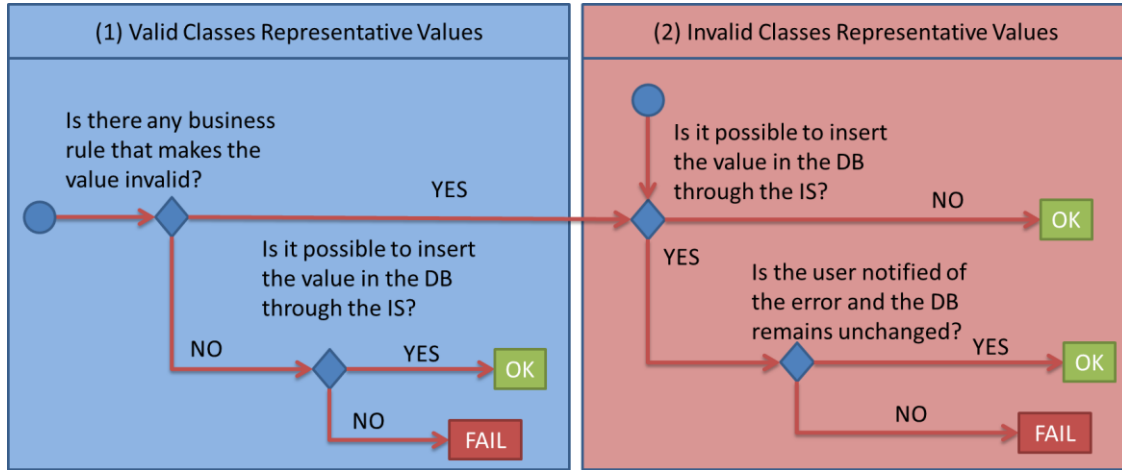 (1) Valid Classes Representative Values
Is there any business
rule that makes the
value invalid?
YES
Is it possible to insert
the value in the DB
through the IS?
NO
YES
OK
NO
FAIL
(2) Invalid Classes Representative Values
Is it possible to insert
the value in the DB
through the IS?
NO
OK
YES
Is the user notified of
the error and the DB
remains unchanged?
YES
OK
NO
FAIL